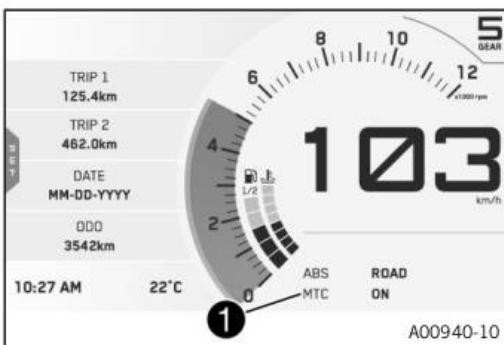 TRIP 1
125.4km
TRIP 2
462.0km
DATE
MM-DD-YYYY
ODO
3542km
10:27 AM 22°C
SET
0
2
4
6
8
10
12
x1000 rpm
1/2
5
GEAR
103
km/h
ABS ROAD
MTC ON
1
A00940-10